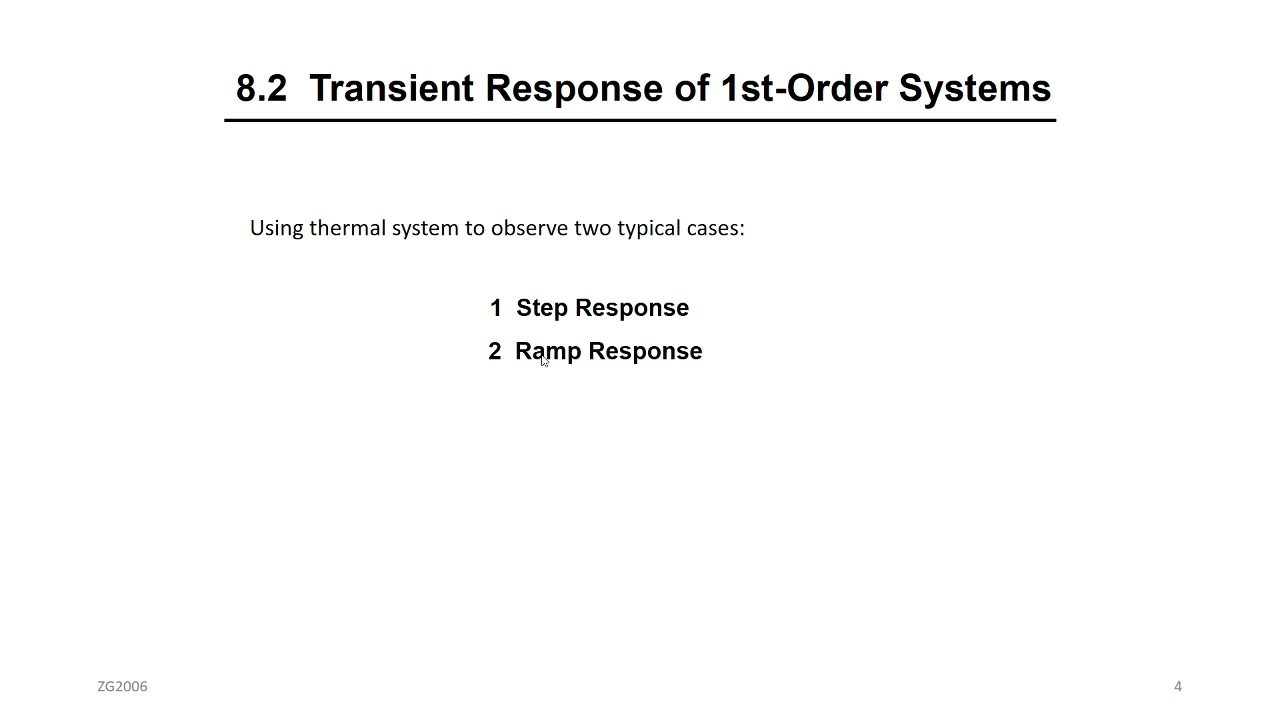 8.2 Transient Response of 1st-Order Systems
Using thermal system to observe two typical cases:
1 Step Response
2 Ramp Response
ZG2006
4